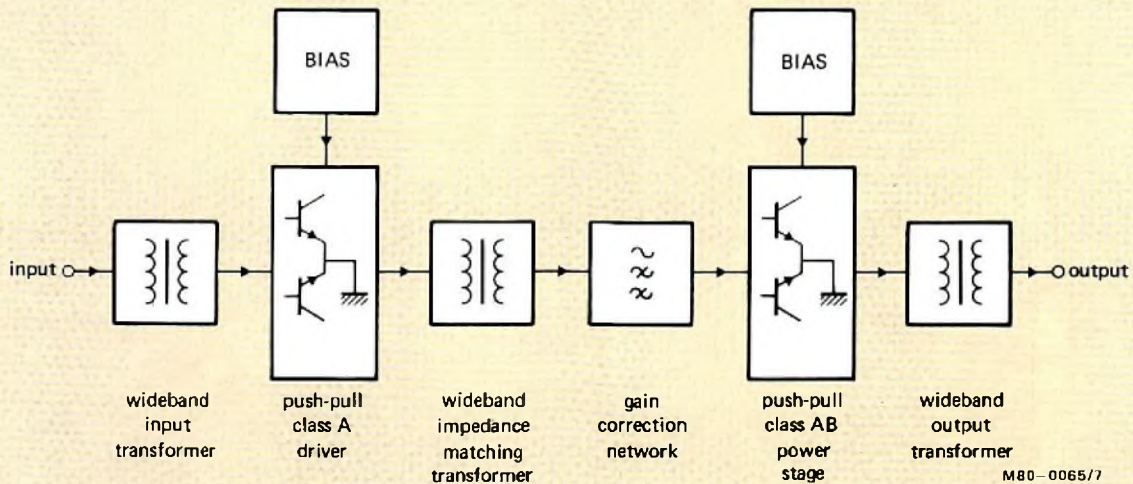 BIAS
BIAS
input
output
wideband
input
transformer
push-pull
class A
driver
wideband
impedance
matching
transformer
gain
correction
network
push-pull
class AB
power
stage
wideband
output
transformer
M80-0065/7